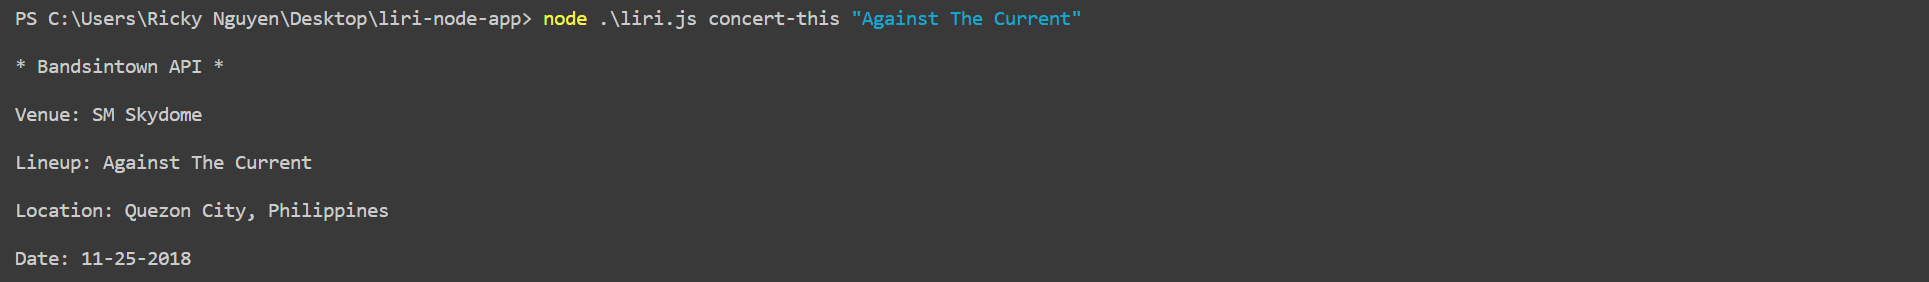 PS C:\Users\Ricky Nguyen\Desktop\liri-node-app> node .\liri.js concert-this "Against The Current"
* Bandsintown API *
Venue: SM Skydome
Lineup: Against The Current
Location: Quezon City, Philippines
Date: 11-25-2018